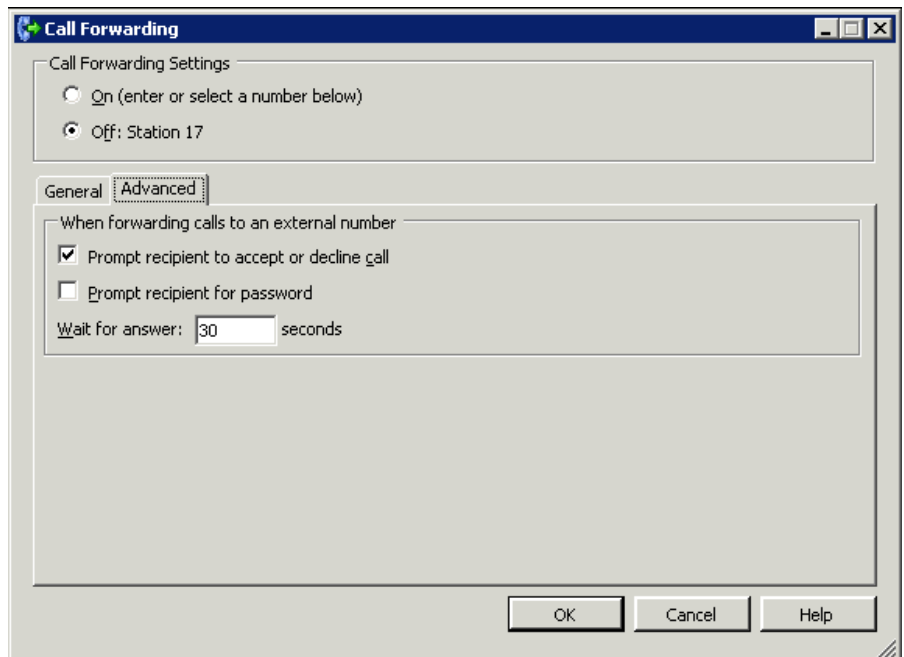 Call Forwarding
Call Forwarding Settings
On (enter or select a number below)
Off: Station 17
General Advanced
When forwarding calls to an external number
Prompt recipient to accept or decline call
Prompt recipient for password
Wait for answer: 30 seconds
OK Cancel Help